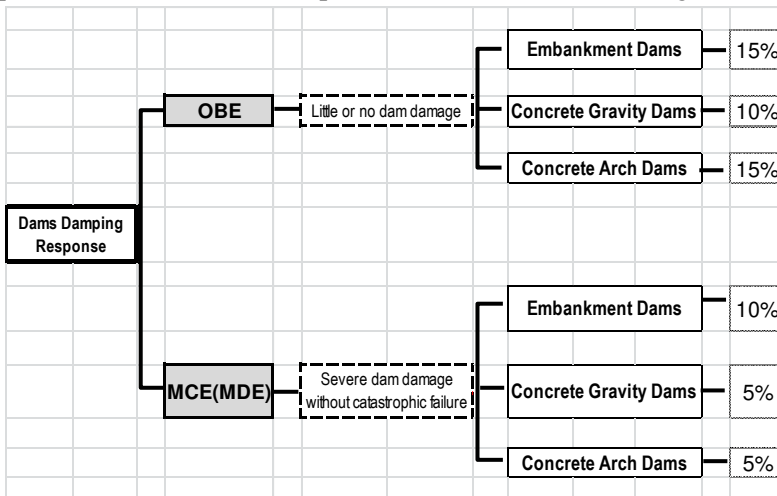 Embankment Dams
15%
OBE
Little or no dam damage
Concrete Gravity Dams
10%
Concrete Arch Dams
15%
Dams Damping
Response
Embankment Dams
10%
MCE(MDE)
Severe dam damage
without catastrophic failure
Concrete Gravity Dams
5%
Concrete Arch Dams
5%